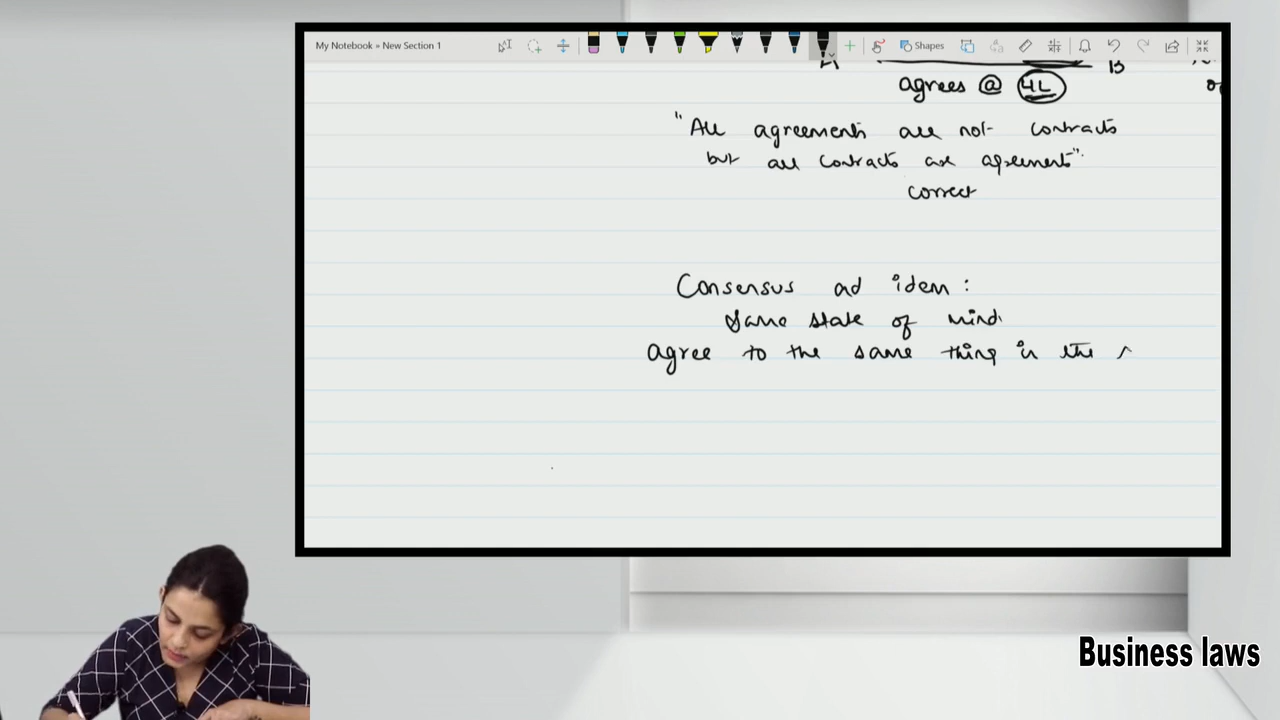 My Notebook » New Section 1
Shapes
A B
agrees @ 4L
"All agreements are not contracts
but all contracts are agreements".
correct
Consensus ad idem :
Same state of mind.
agree to the same thing in the
Business laws